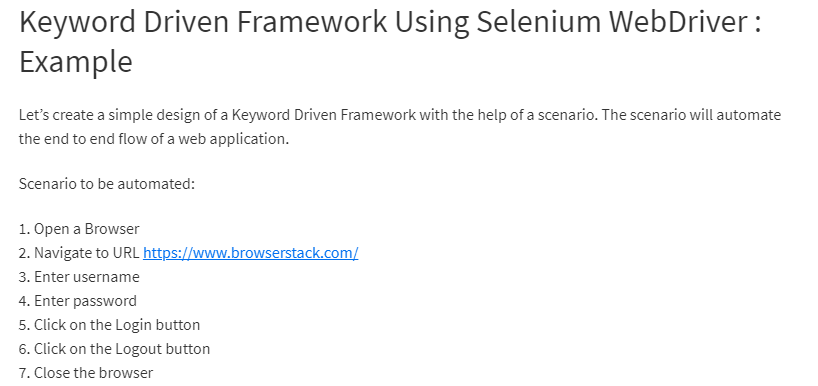 Keyword Driven Framework Using Selenium WebDriver :
Example
Let’s create a simple design of a Keyword Driven Framework with the help of a scenario. The scenario will automate
the end to end flow of a web application.
Scenario to be automated:
1. Open a Browser
2. Navigate to URL https://www.browserstack.com/
3. Enter username
4. Enter password
5. Click on the Login button
6. Click on the Logout button
7. Close the browser